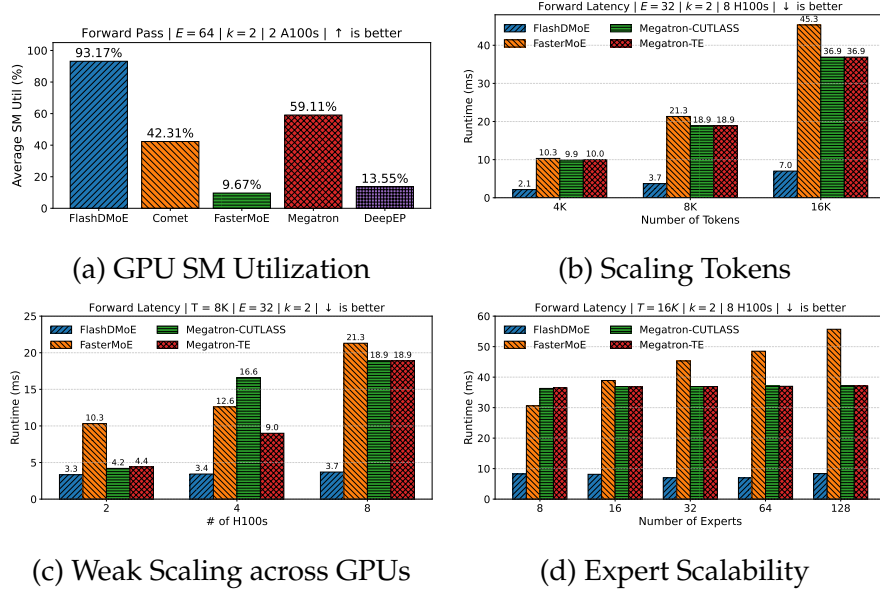 Forward Pass | E = 64 | k = 2 | 2 A100s | ↑ is better
Average SM Util (%)
100
80
60
40
20
0
93.17%
42.31%
9.67%
59.11%
13.55%
FlashDMoE
Comet
FasterMoE
Megatron
DeepEP
(a) GPU SM Utilization
Forward Latency | E = 32 | k = 2 | 8 H100s | ↓ is better
FlashDMoE
FasterMoE
Megatron-CUTLASS
Megatron-TE
Runtime (ms)
40
30
20
10
0
2.1
10.3
9.9
10.0
3.7
21.3
18.9
18.9
7.0
45.3
36.9
36.9
4K
8K
16K
Number of Tokens
(b) Scaling Tokens
Forward Latency | T = 8K | E = 32 | k = 2 | ↓ is better
FlashDMoE
FasterMoE
Megatron-CUTLASS
Megatron-TE
Runtime (ms)
25
20
15
10
5
0
3.3
10.3
4.2
4.4
3.4
12.6
16.6
9.0
3.7
21.3
18.9
18.9
2
4
8
# of H100s
(c) Weak Scaling across GPUs
Forward Latency | T = 16K | k = 2 | 8 H100s | ↓ is better
FlashDMoE
FasterMoE
Megatron-CUTLASS
Megatron-TE
Runtime (ms)
60
50
40
30
20
10
0
8
16
32
64
128
Number of Experts
(d) Expert Scalability